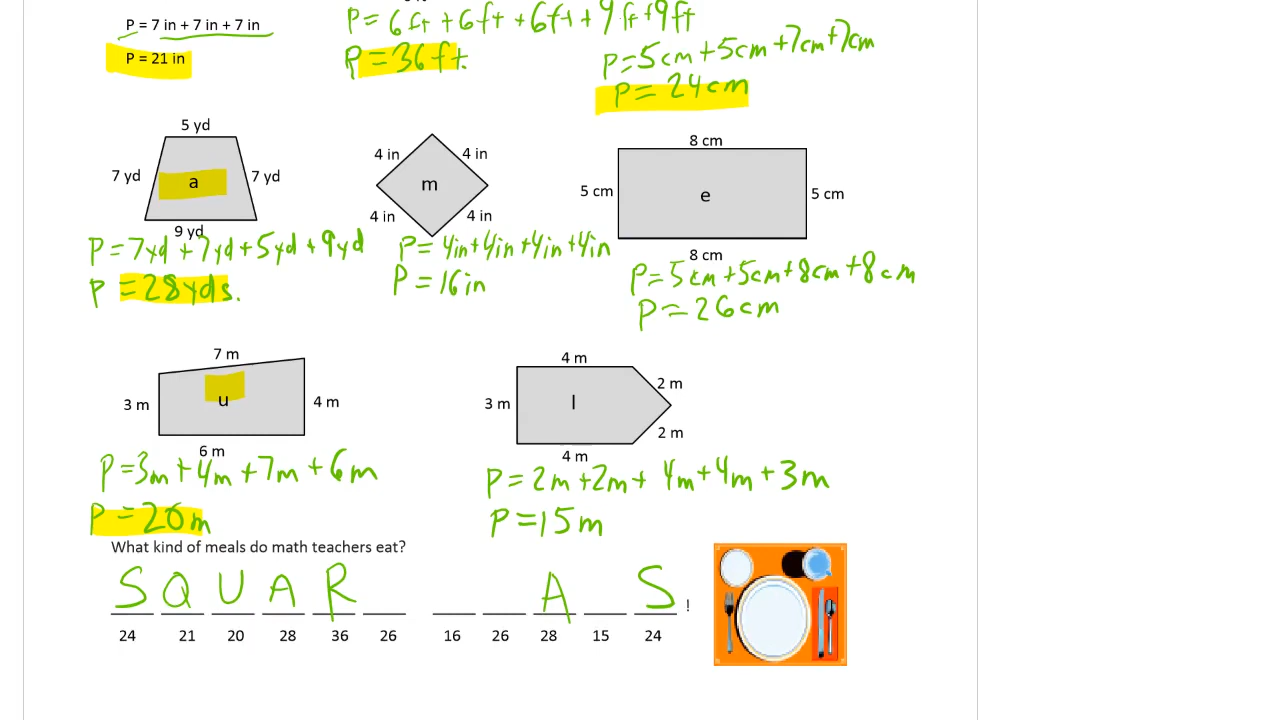 P = 7 in + 7 in + 7 in
P = 21 in
P = 6ft + 6ft + 6ft + 9ft + 9ft
P = 36ft.
P = 5cm + 5cm + 7cm + 7cm
P = 24cm
5 yd
7 yd
a
7 yd
9 yd
P = 7yd + 7yd + 5yd + 9yd
P = 28yds.
4 in
4 in
m
4 in
4 in
P = 4in + 4in + 4in + 4in
P = 16in
8 cm
5 cm
e
5 cm
8 cm
P = 5cm + 5cm + 8cm + 8cm
P = 26cm
7 m
3 m
u
4 m
6 m
P = 3m + 4m + 7m + 6m
P = 20m
4 m
2 m
3 m
l
2 m
4 m
P = 2m + 2m + 4m + 4m + 3m
P = 15m
What kind of meals do math teachers eat?
S Q U A R A S !
24 21 20 28 36 26 16 26 28 15 24